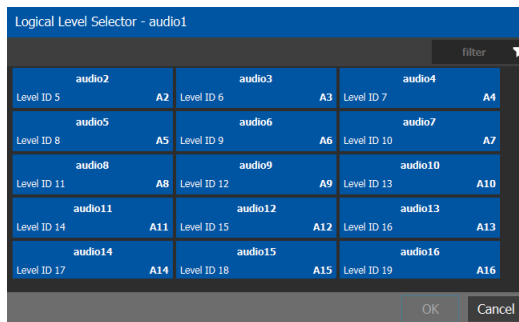 Logical Level Selector - audio1
filter
audio2 audio3 audio4
Level ID 5 A2 Level ID 6 A3 Level ID 7 A4
audio5 audio6 audio7
Level ID 8 A5 Level ID 9 A6 Level ID 10 A7
audio8 audio9 audio10
Level ID 11 A8 Level ID 12 A9 Level ID 13 A10
audio11 audio12 audio13
Level ID 14 A11 Level ID 15 A12 Level ID 16 A13
audio14 audio15 audio16
Level ID 17 A14 Level ID 18 A15 Level ID 19 A16
OK Cancel